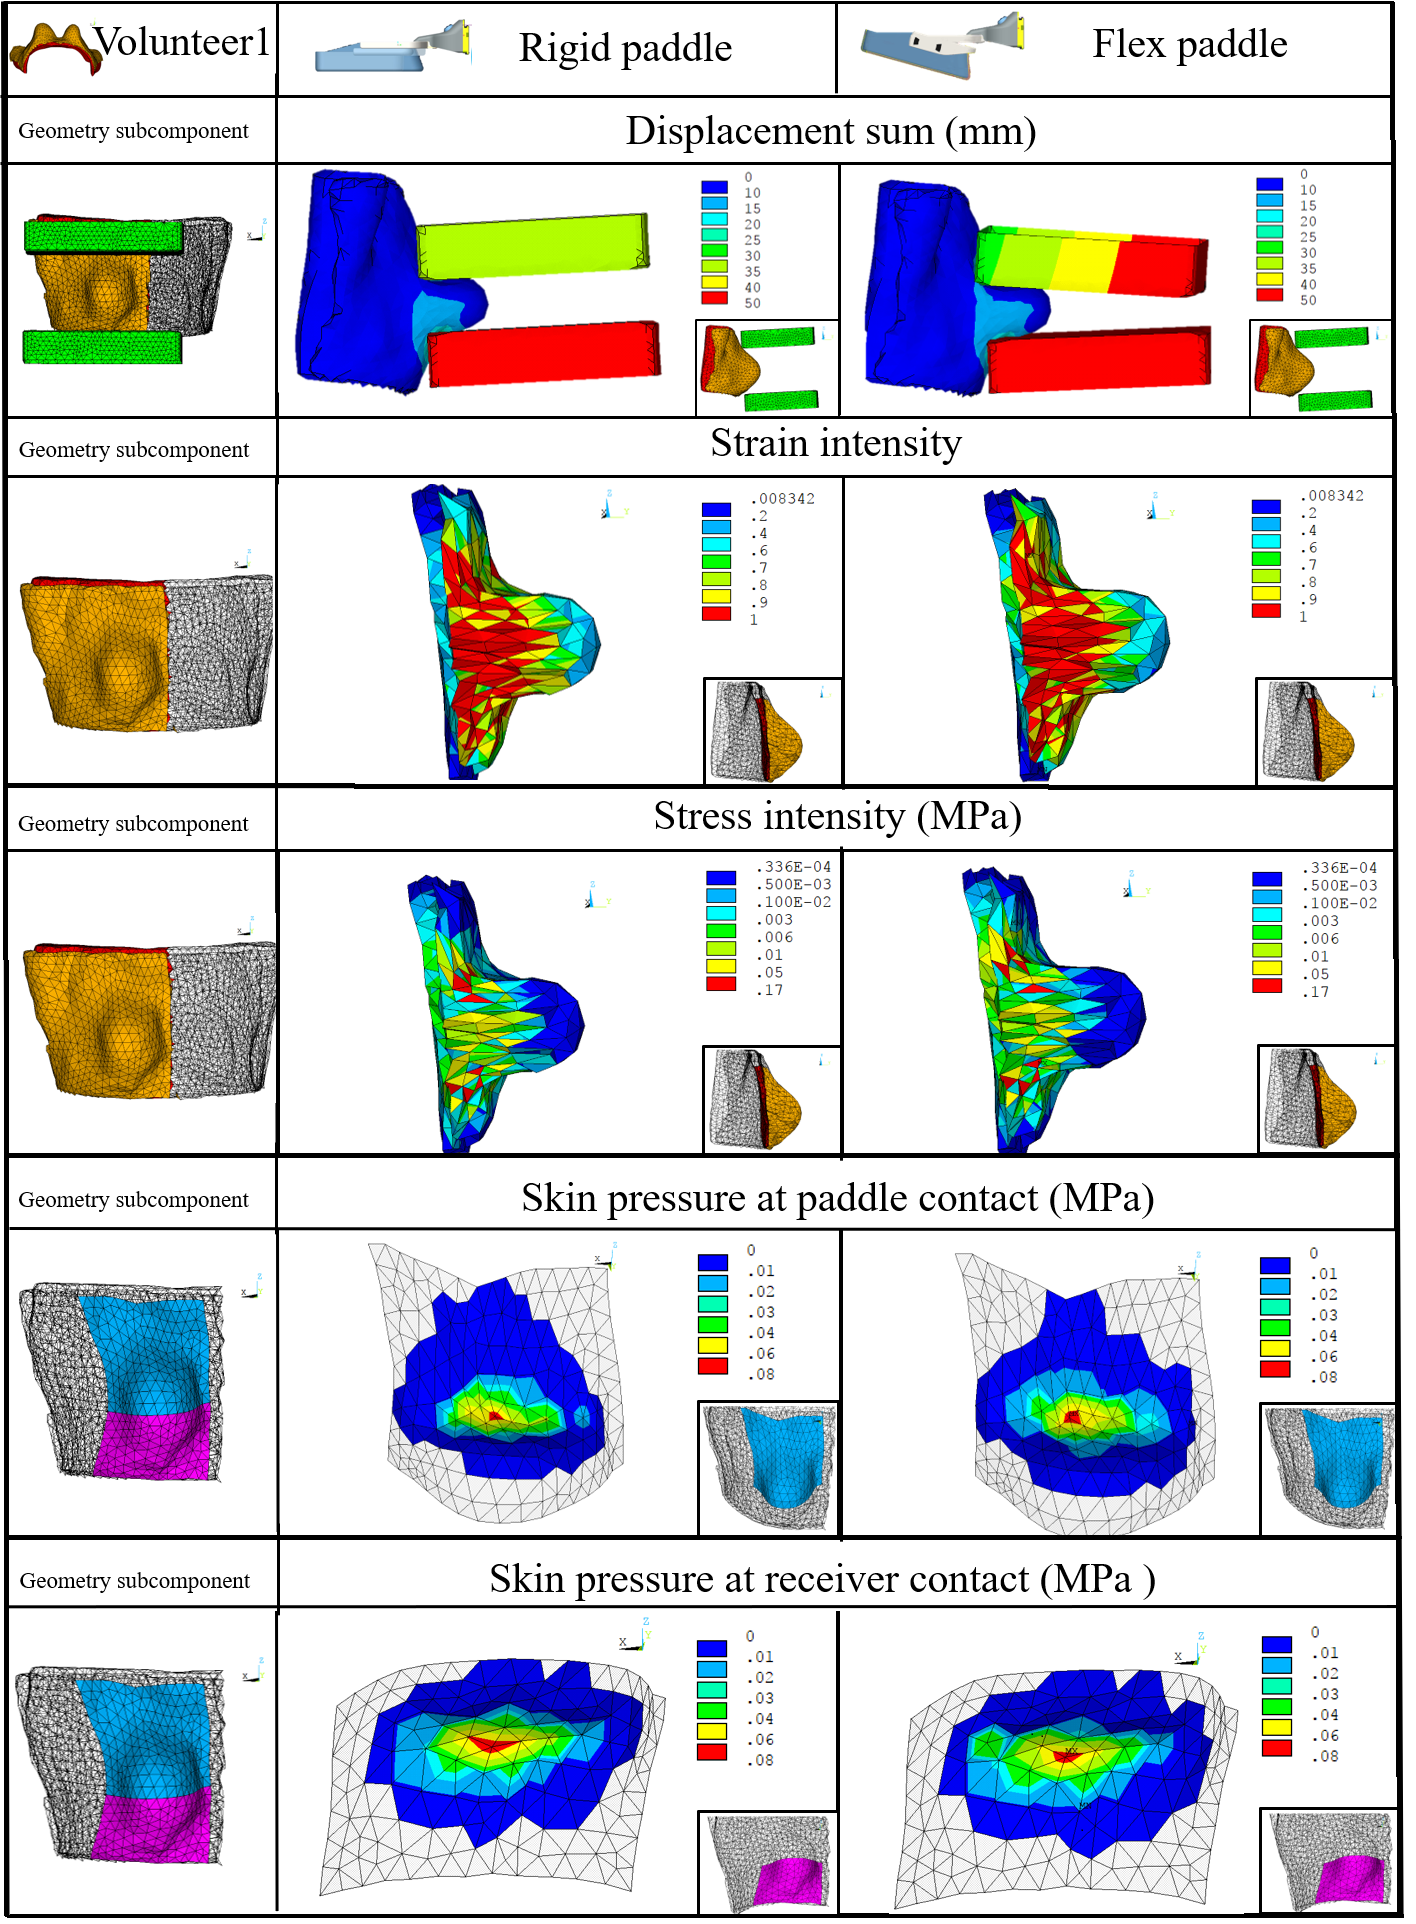 Volunteer1
Rigid paddle
Flex paddle
Geometry subcomponent
Displacement sum (mm)
0
10
15
20
25
30
35
40
50
0
10
15
20
25
30
35
40
50
X
Z
Geometry subcomponent
Strain intensity
.008342
.2
.4
.6
.7
.8
.9
1
.008342
.2
.4
.6
.7
.8
.9
1
X
Z
Y
Geometry subcomponent
Stress intensity (MPa)
.336E-04
.500E-03
.100E-02
.003
.006
.01
.05
.17
.336E-04
.500E-03
.100E-02
.003
.006
.01
.05
.17
Geometry subcomponent
Skin pressure at paddle contact (MPa)
0
.01
.02
.03
.04
.06
.08
0
.01
.02
.03
.04
.06
.08
Geometry subcomponent
Skin pressure at receiver contact (MPa )
0
.01
.02
.03
.04
.06
.08
0
.01
.02
.03
.04
.06
.08
X
Z
Y
X
Z
Y
MX